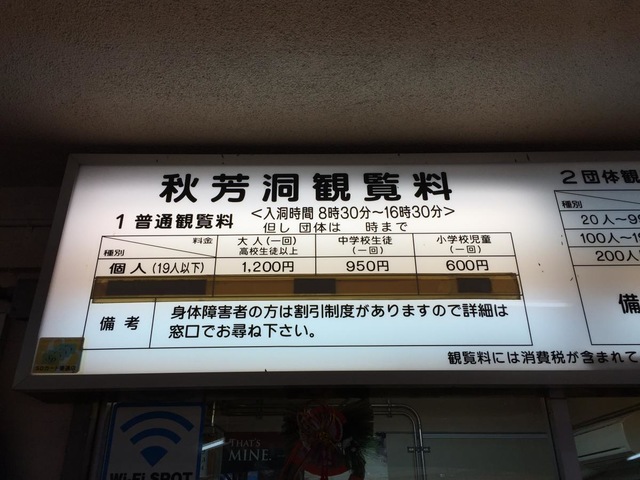 秋芳洞観覧料
<入洞時間 8時30分~16時30分>
但し 団体は 時まで
1 普通観覧料
料金
種別
大人(一回)
高校生徒以上
中学校生徒
(一回)
小学校児童
(一回)
個人(19人以下) 1,200円 950円 600円
備考
身体障害者の方は割引制度がありますので詳細は
窓口でお尋ね下さい。
2 団体観
種別
20人~
100人~
200人
備
観覧料には消費税が含まれて
Wi-Fi SPOT
THAT'S
MINE.